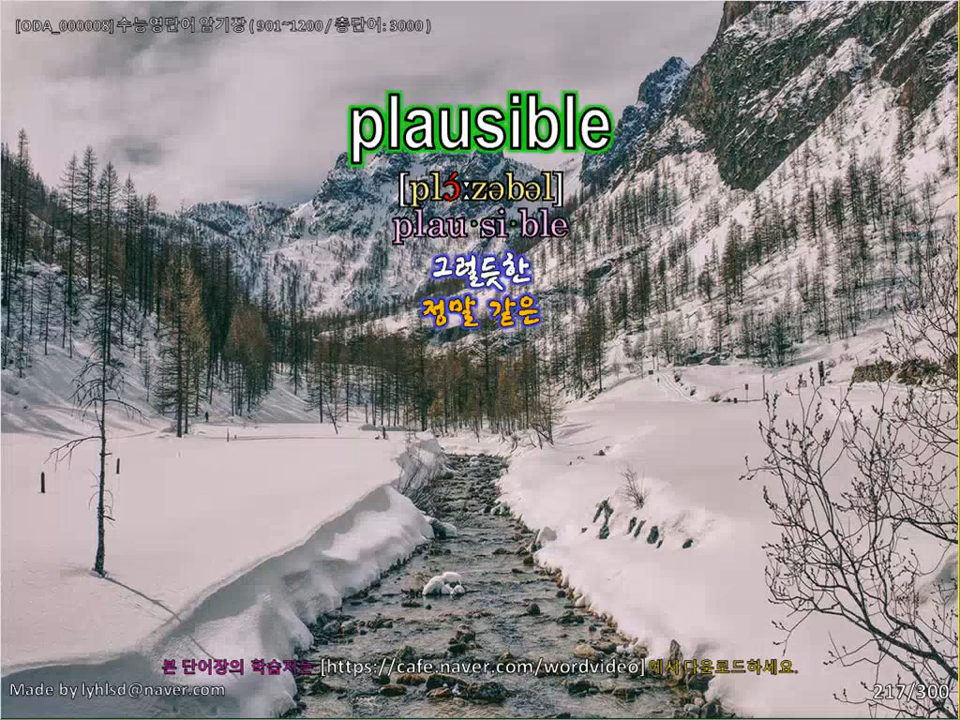 [ODA_000008] 수능영단어 암기장 ( 901~1200 / 총단어: 3000 )
plausible
[plɔ́ːzəbəl]
plau·si·ble
그럴듯한
정말 같은
본 단어장의 학습자료는 [https://cafe.naver.com/wordvideo]에서 다운로드하세요.
Made by lyhlsd@naver.com
217/300